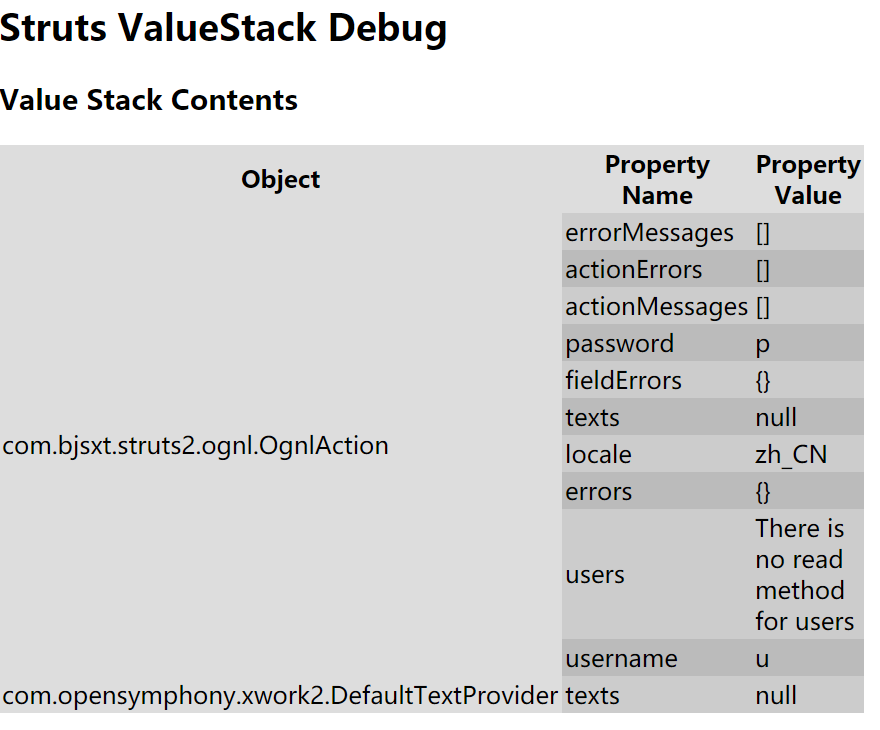 Struts ValueStack Debug
Value Stack Contents
Object Property Name Property Value
com.bjsxt.struts2.ognl.OgnlAction
errorMessages []
actionErrors []
actionMessages []
password p
fieldErrors {}
texts null
locale zh_CN
errors {}
users There is
no read
method
for users
username u
com.opensymphony.xwork2.DefaultTextProvider texts null